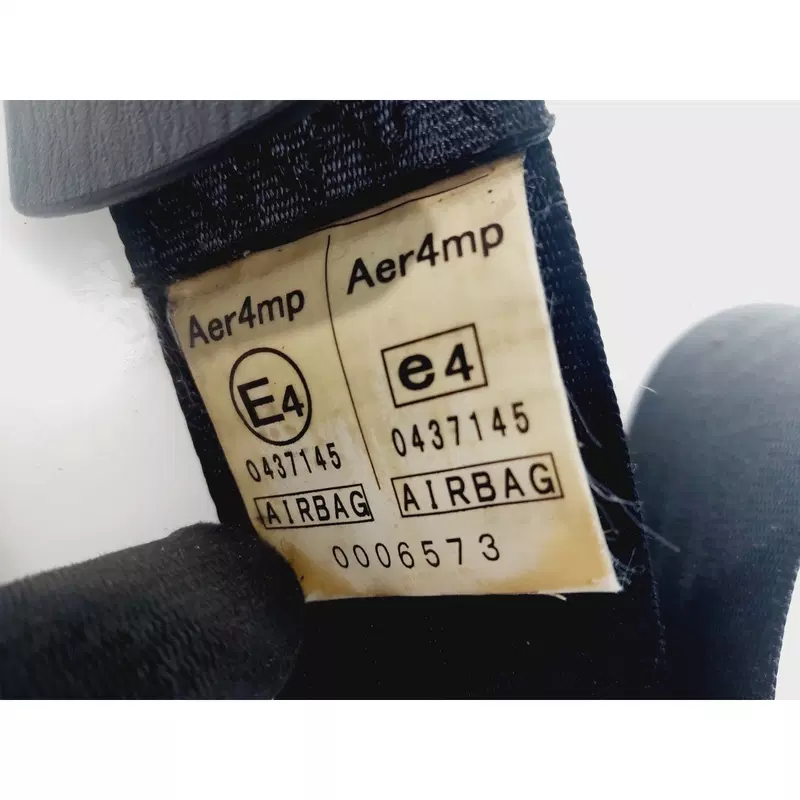 Aer4mp
E4
0437145
AIRBAG
Aer4mp
e4
0437145
AIRBAG
0006573